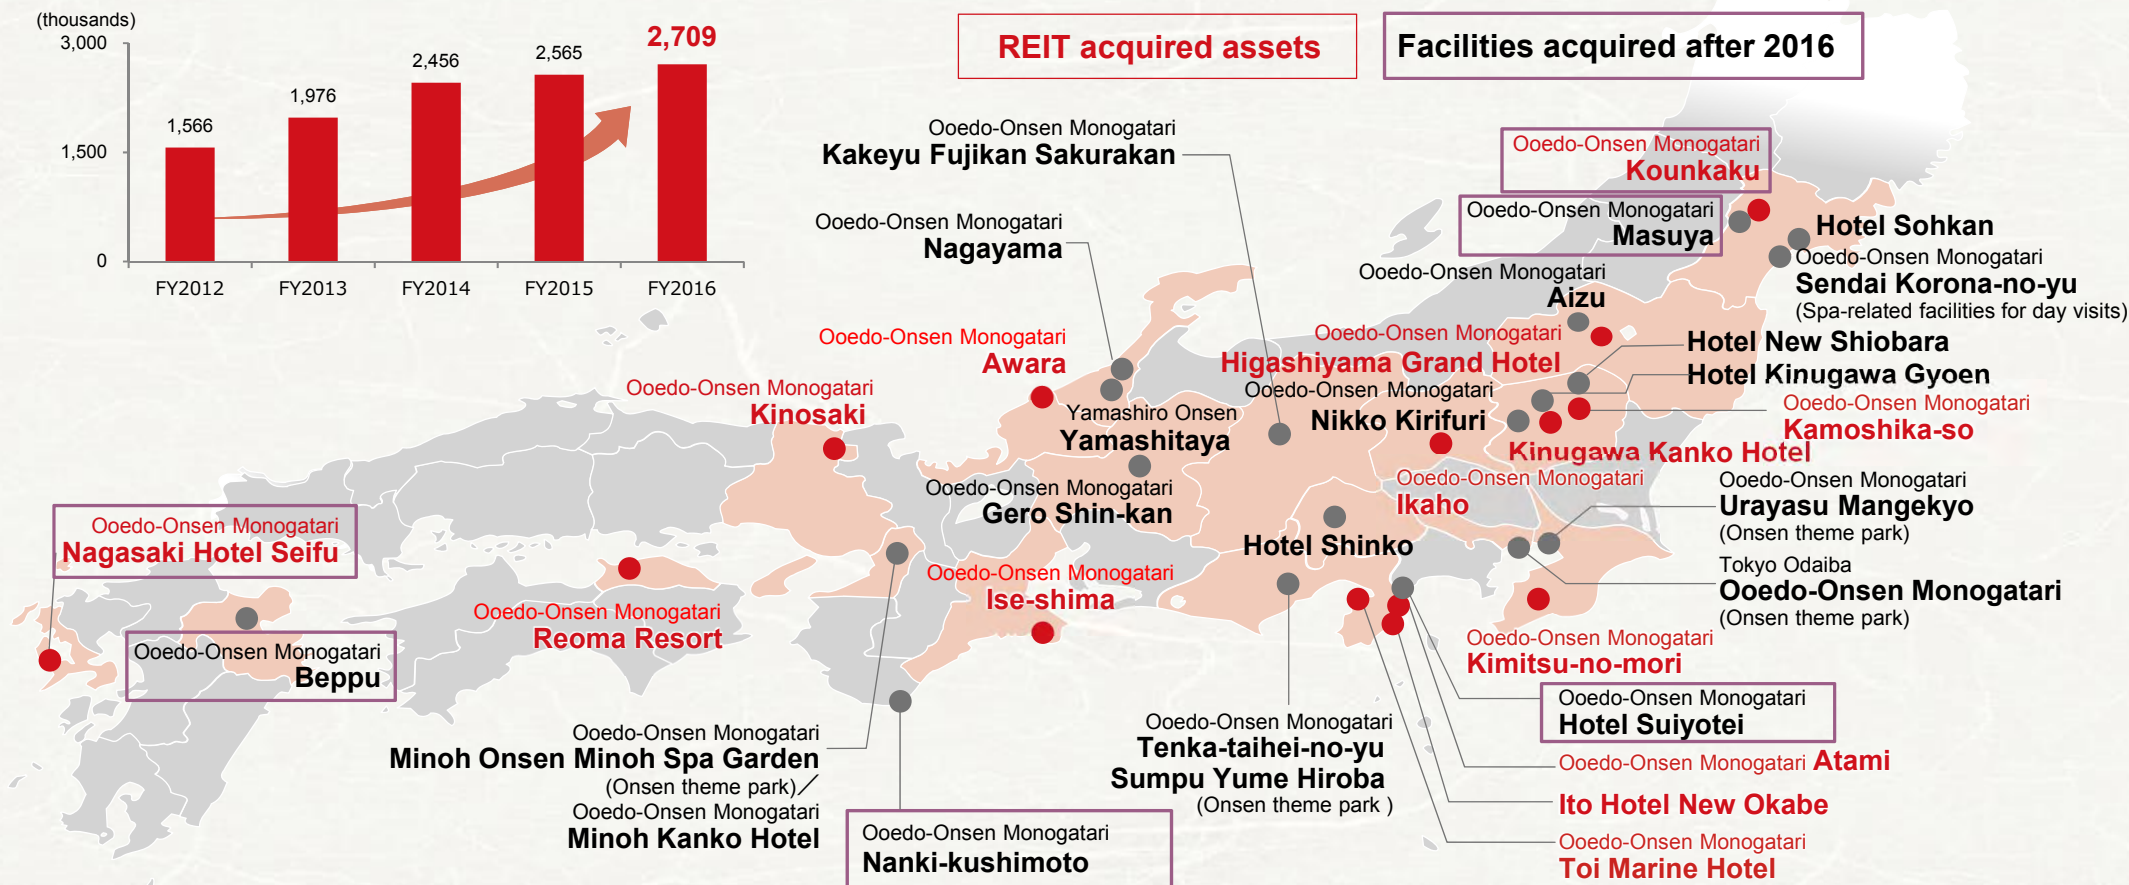 (thousands)
3,000
1,500
0
1,566
1,976
2,456
2,565
2,709
FY2012
FY2013
FY2014
FY2015
FY2016
REIT acquired assets
Facilities acquired after 2016
Ooedo-Onsen Monogatari
Kakeyu Fujikan Sakurakan
Ooedo-Onsen Monogatari
Nagayama
Ooedo-Onsen Monogatari
Kounkaku
Ooedo-Onsen Monogatari
Masuya
Hotel Sohkan
Ooedo-Onsen Monogatari
Sendai Korona-no-yu
(Spa-related facilities for day visits)
Ooedo-Onsen Monogatari
Aizu
Ooedo-Onsen Monogatari
Higashiyama Grand Hotel
Hotel New Shiobara
Hotel Kinugawa Gyoen
Ooedo-Onsen Monogatari
Nikko Kirifuri
Ooedo-Onsen Monogatari
Kamoshika-so
Kinugawa Kanko Hotel
Ooedo-Onsen Monogatari
Ikaho
Ooedo-Onsen Monogatari
Awara
Ooedo-Onsen Monogatari
Kinosaki
Yamashiro Onsen
Yamashitaya
Ooedo-Onsen Monogatari
Gero Shin-kan
Hotel Shinko
Ooedo-Onsen Monogatari
Urayasu Mangekyo
(Onsen theme park)
Tokyo Odaiba
Ooedo-Onsen Monogatari
(Onsen theme park)
Ooedo-Onsen Monogatari
Nagasaki Hotel Seifu
Ooedo-Onsen Monogatari
Beppu
Ooedo-Onsen Monogatari
Reoma Resort
Ooedo-Onsen Monogatari
Ise-shima
Ooedo-Onsen Monogatari
Kimitsu-no-mori
Ooedo-Onsen Monogatari
Hotel Suiyotei
Ooedo-Onsen Monogatari Atami
Ito Hotel New Okabe
Ooedo-Onsen Monogatari
Toi Marine Hotel
Ooedo-Onsen Monogatari
Tenka-taihei-no-yu
Sumpu Yume Hiroba
(Onsen theme park )
Ooedo-Onsen Monogatari
Minoh Onsen Minoh Spa Garden
(Onsen theme park)／
Ooedo-Onsen Monogatari
Minoh Kanko Hotel
Ooedo-Onsen Monogatari
Nanki-kushimoto